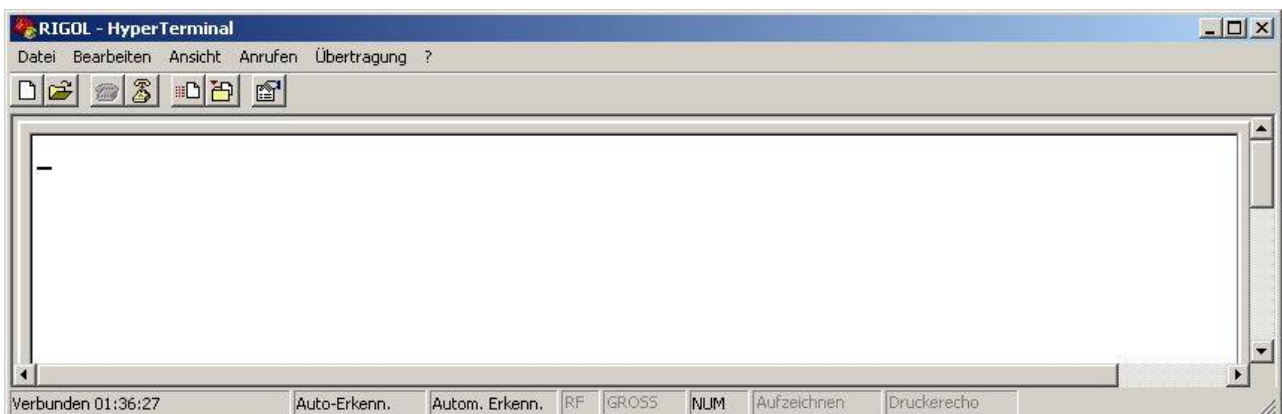 RIGOL - HyperTerminal
Datei Bearbeiten Ansicht Anrufen Übertragung ?
Verbunden 01:36:27 Auto-Erkenn. Autom. Erkenn. RF GROSS NUM Aufzeichnen Druckerecho